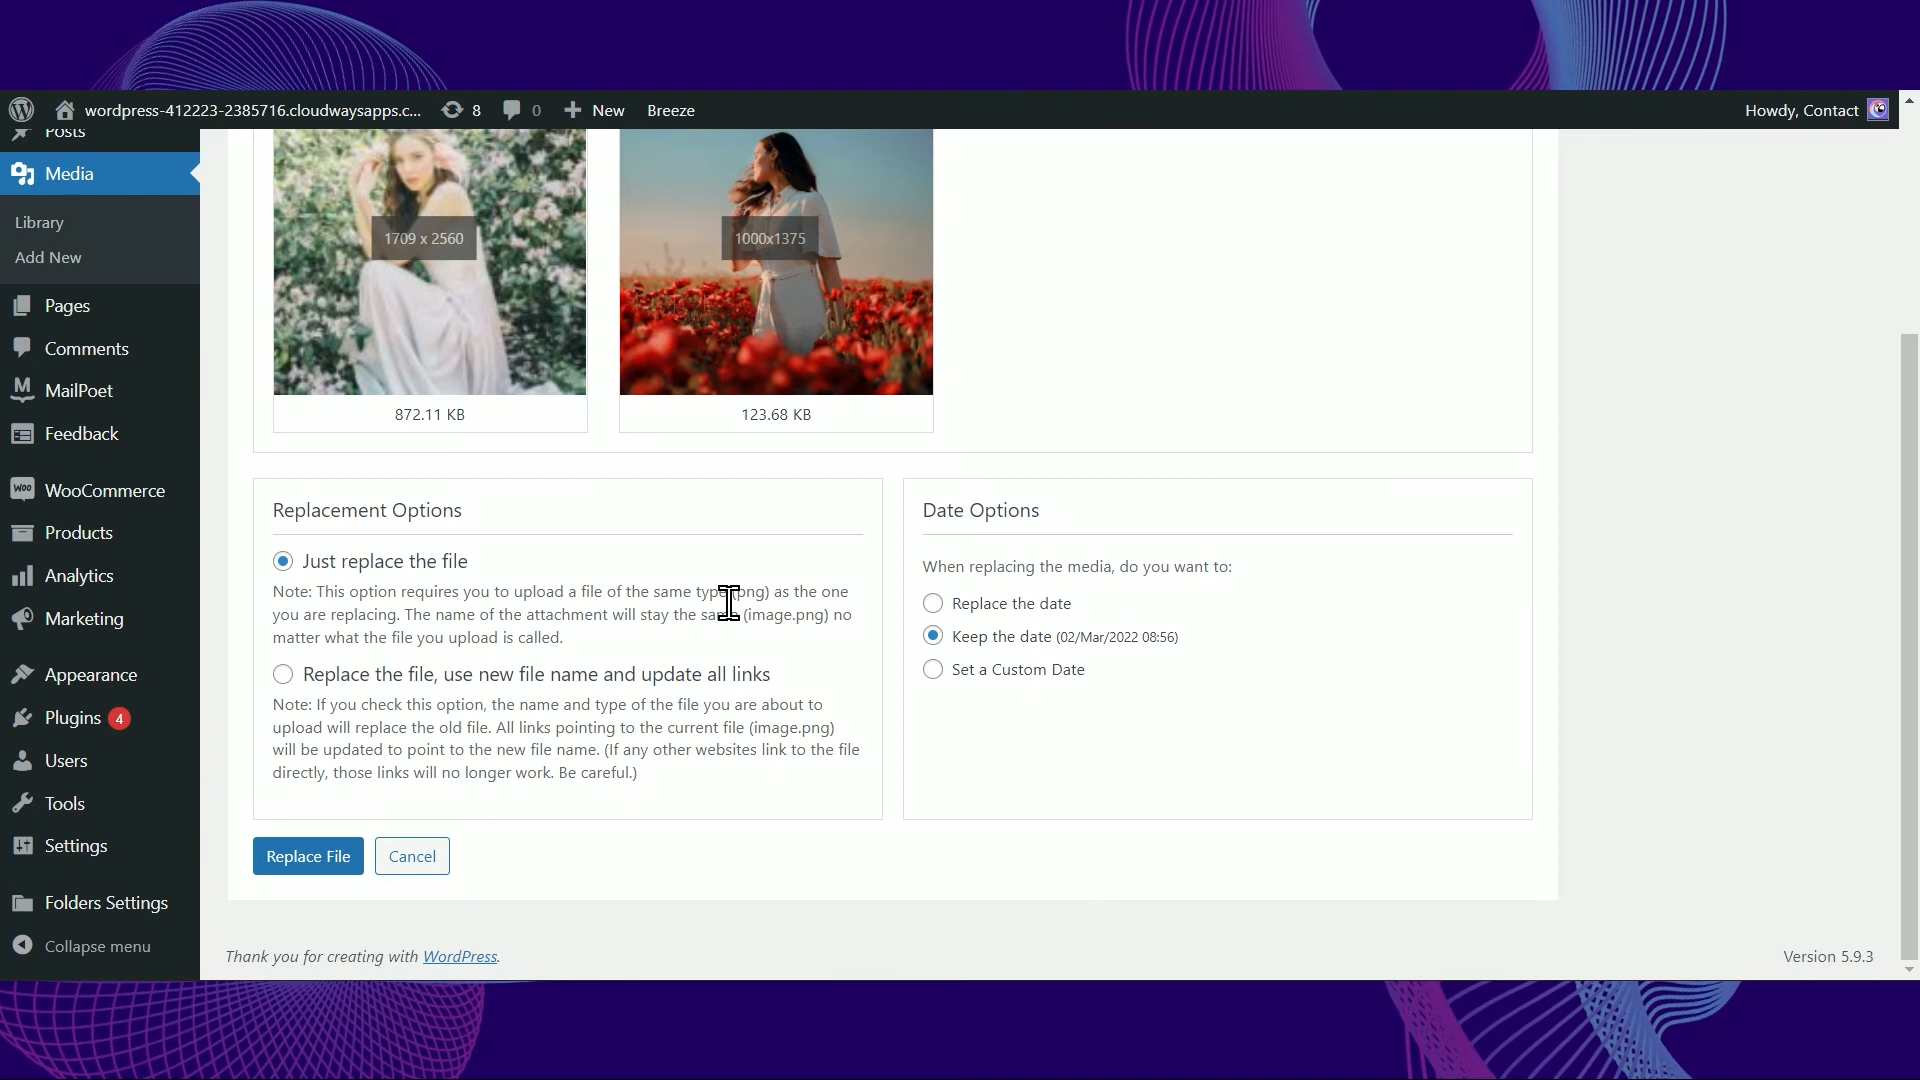 wordpress-412223-2385716.cloudwaysapps.c... 8 0 New Breeze Howdy, Contact
Posts
Media
Library
Add New
Pages
Comments
MailPoet
Feedback
WooCommerce
Products
Analytics
Marketing
Appearance
Plugins 4
Users
Tools
Settings
Folders Settings
Collapse menu
1709 x 2560
1000x1375
872.11 KB
123.68 KB
Replacement Options
Just replace the file
Note: This option requires you to upload a file of the same type (png) as the one
you are replacing. The name of the attachment will stay the same (image.png) no
matter what the file you upload is called.
Replace the file, use new file name and update all links
Note: If you check this option, the name and type of the file you are about to
upload will replace the old file. All links pointing to the current file (image.png)
will be updated to point to the new file name. (If any other websites link to the file
directly, those links will no longer work. Be careful.)
Date Options
When replacing the media, do you want to:
Replace the date
Keep the date (02/Mar/2022 08:56)
Set a Custom Date
Replace File
Cancel
Thank you for creating with WordPress.
Version 5.9.3